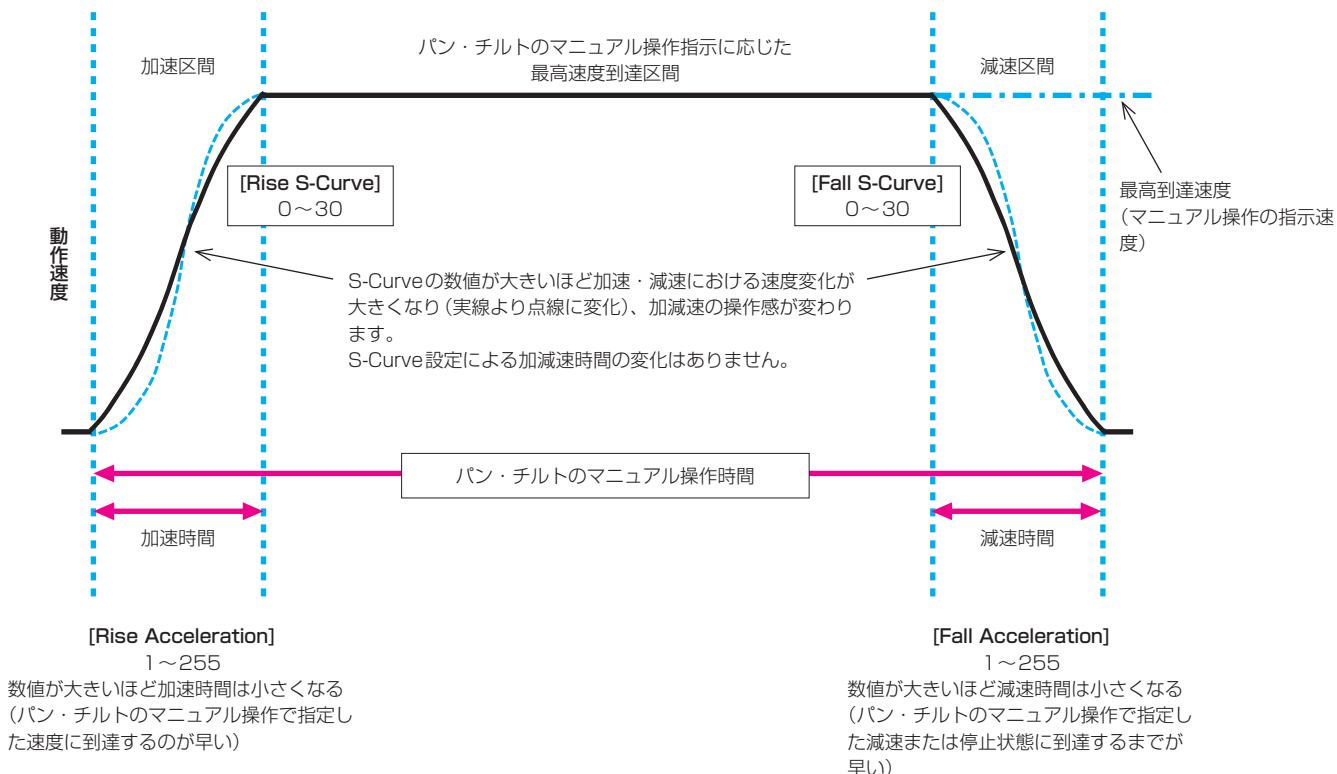 加速区間
パン・チルトのマニュアル操作指示に応じた
最高速度到達区間
減速区間
[Rise S-Curve]
0～30
[Fall S-Curve]
0～30
最高到達速度
（マニュアル操作の指示速
度）
動作速度
S-Curveの数値が大きいほど加速・減速における速度変化が
大きくなり（実線より点線に変化）、加減速の操作感が変わり
ます。
S-Curve設定による加減速時間の変化はありません。
パン・チルトのマニュアル操作時間
加速時間
減速時間
[Rise Acceleration]
1～255
数値が大きいほど加速時間は小さくなる
（パン・チルトのマニュアル操作で指定し
た速度に到達するのが早い）
[Fall Acceleration]
1～255
数値が大きいほど減速時間は小さくなる
（パン・チルトのマニュアル操作で指定し
た減速または停止状態に到達するまでが
早い）